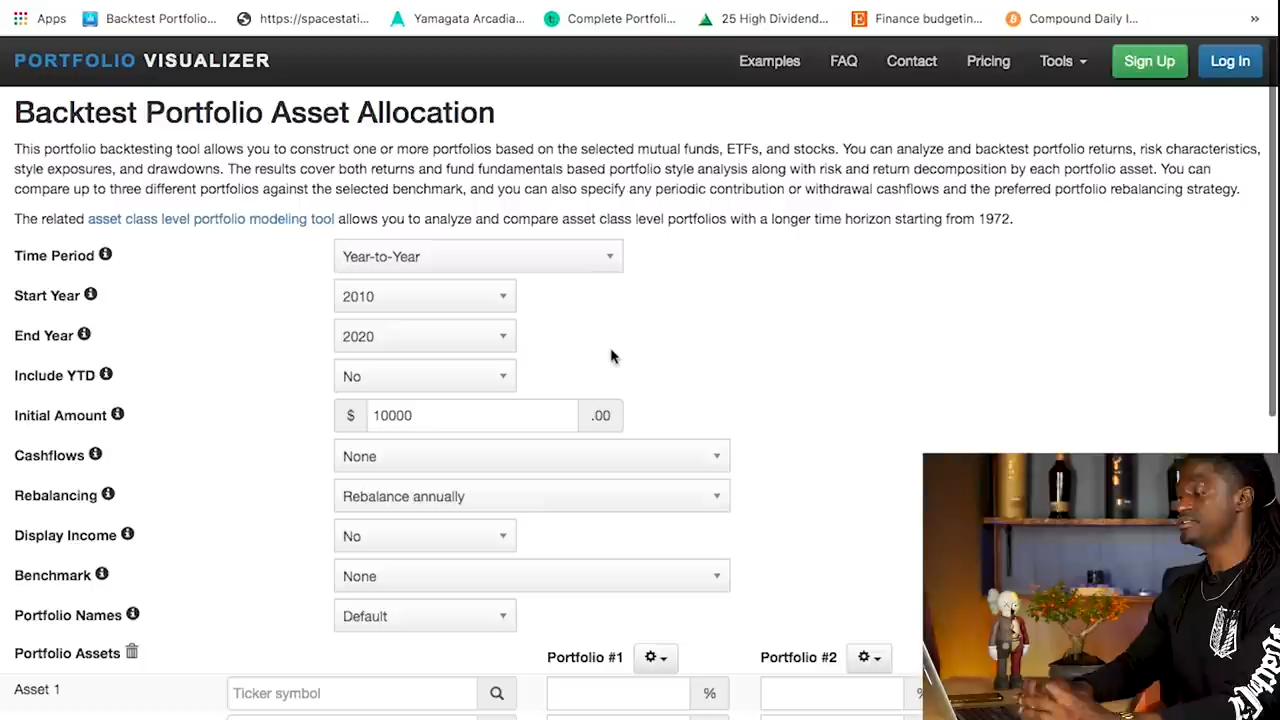 Apps Backtest Portfolio... https://spacestati... Yamagata Arcadia... Complete Portfoli... 25 High Dividend... Finance budgetin... Compound Daily I... »
PORTFOLIO VISUALIZER Examples FAQ Contact Pricing Tools Sign Up Log In
Backtest Portfolio Asset Allocation
This portfolio backtesting tool allows you to construct one or more portfolios based on the selected mutual funds, ETFs, and stocks. You can analyze and backtest portfolio returns, risk characteristics,
style exposures, and drawdowns. The results cover both returns and fund fundamentals based portfolio style analysis along with risk and return decomposition by each portfolio asset. You can
compare up to three different portfolios against the selected benchmark, and you can also specify any periodic contribution or withdrawal cashflows and the preferred portfolio rebalancing strategy.
The related asset class level portfolio modeling tool allows you to analyze and compare asset class level portfolios with a longer time horizon starting from 1972.
Time Period Year-to-Year
Start Year 2010
End Year 2020
Include YTD No
Initial Amount $ 10000 .00
Cashflows None
Rebalancing Rebalance annually
Display Income No
Benchmark None
Portfolio Names Default
Portfolio Assets Portfolio #1 Portfolio #2
Asset 1 Ticker symbol %